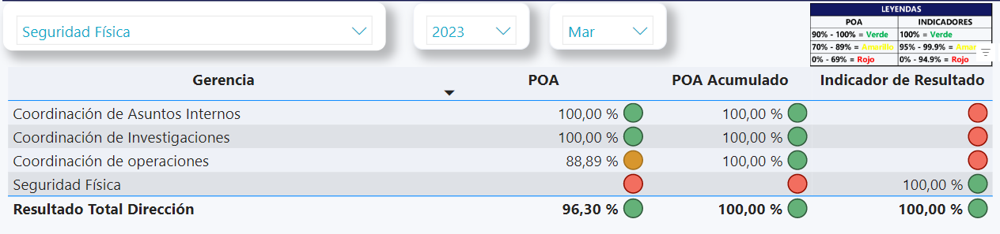 LEYENDAS
Seguridad Física 2023 Mar POA INDICADORES
90% - 100% = Verde 100% = Verde
70% - 89% = Amarillo 95% - 99.9% =
0% - 69% = Rojo 0% - 94.9% = Rojo
Gerencia POA POA Acumulado Indicador de Resultado
Coordinación de Asuntos Internos 100,00 % 100,00 %
Coordinación de Investigaciones 100,00 % 100,00 %
Coordinación de operaciones 88,89 % 100,00 %
Seguridad Física 100,00 %
Resultado Total Dirección 96,30 % 100,00 % 100,00 %